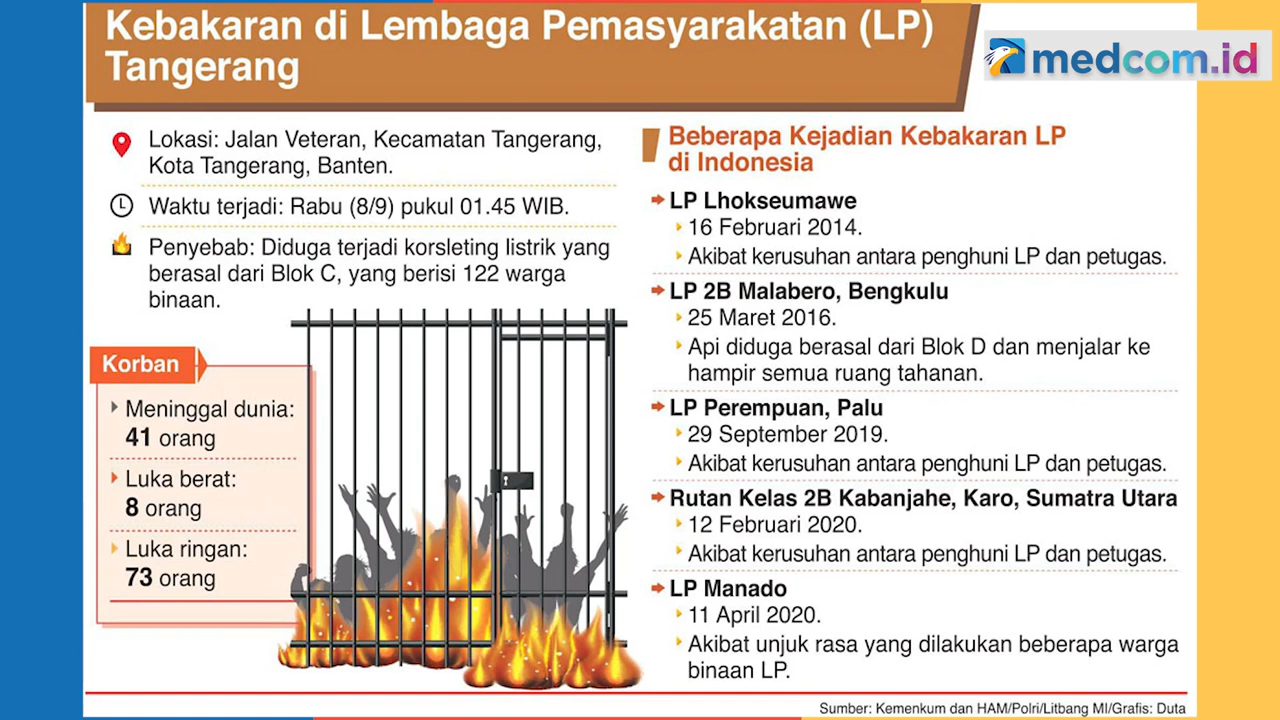 Kebakaran di Lembaga Pemasyarakatan (LP)
Tangerang
medcom.id
Lokasi: Jalan Veteran, Kecamatan Tangerang,
Kota Tangerang, Banten.
Waktu terjadi: Rabu (8/9) pukul 01.45 WIB.
Penyebab: Diduga terjadi korsleting listrik yang
berasal dari Blok C, yang berisi 122 warga
binaan.
Korban
Meninggal dunia:
41 orang
Luka berat:
8 orang
Luka ringan:
73 orang
Beberapa Kejadian Kebakaran LP
di Indonesia
LP Lhokseumawe
16 Februari 2014.
Akibat kerusuhan antara penghuni LP dan petugas.
LP 2B Malabero, Bengkulu
25 Maret 2016.
Api diduga berasal dari Blok D dan menjalar ke
hampir semua ruang tahanan.
LP Perempuan, Palu
29 September 2019.
Akibat kerusuhan antara penghuni LP dan petugas.
Rutan Kelas 2B Kabanjahe, Karo, Sumatra Utara
12 Februari 2020.
Akibat kerusuhan antara penghuni LP dan petugas.
LP Manado
11 April 2020.
Akibat unjuk rasa yang dilakukan beberapa warga
binaan LP.
Sumber: Kemenkum dan HAM/Polri/Litbang MI/Grafis: Duta